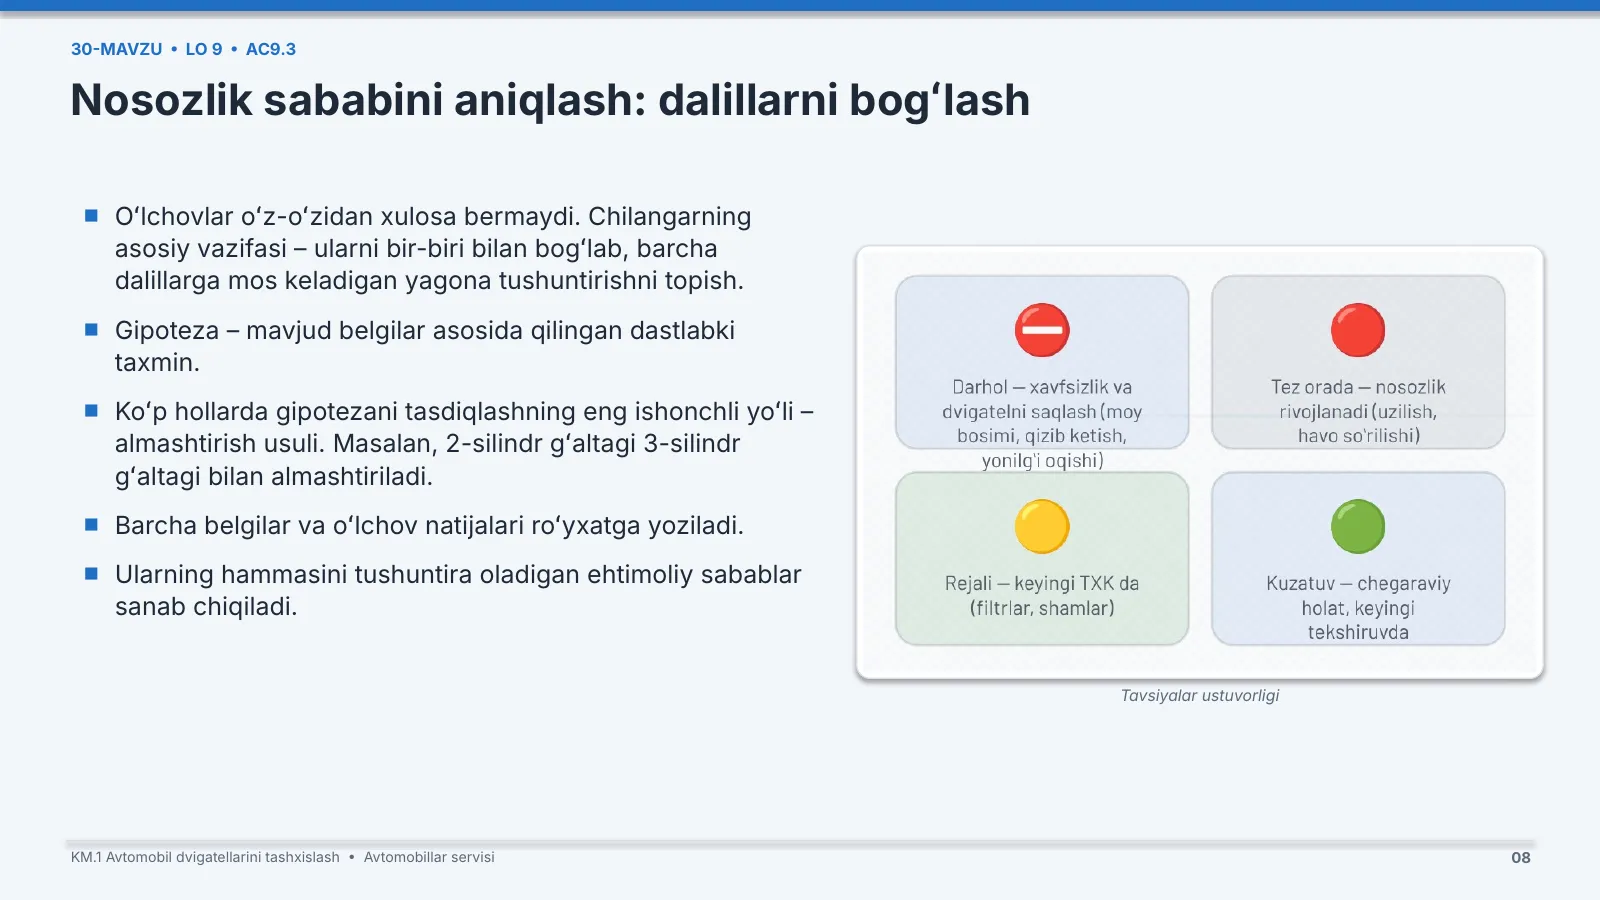 30-MAVZU • LO 9 • AC9.3
Nosozlik sababini aniqlash: dalillarni bogʻlash
Oʻlchovlar oʻz-oʻzidan xulosa bermaydi. Chilangarning
asosiy vazifasi – ularni bir-biri bilan bogʻlab, barcha
dalillarga mos keladigan yagona tushuntirishni topish.
Gipoteza – mavjud belgilar asosida qilingan dastlabki
taxmin.
Koʻp hollarda gipotezani tasdiqlashning eng ishonchli yoʻli –
almashtirish usuli. Masalan, 2-silindr gʻaltagi 3-silindr
gʻaltagi bilan almashtiriladi.
Barcha belgilar va oʻlchov natijalari roʻyxatga yoziladi.
Ularning hammasini tushuntira oladigan ehtimoliy sabablar
sanab chiqiladi.
Darhol — xavfsizlik va
dvigatelni saqlash (moy
bosimi, qizib ketish,
yonilgʻi oqishi)
Tez orada — nosozlik
rivojlanadi (uzilish,
havo soʻrilishi)
Rejali — keyingi TXK da
(filtrlar, shamlar)
Kuzatuv — chegaraviy
holat, keyingi
tekshiruvda
Tavsiyalar ustuvorligi
KM.1 Avtomobil dvigatellarini tashxislash • Avtomobillar servisi
08